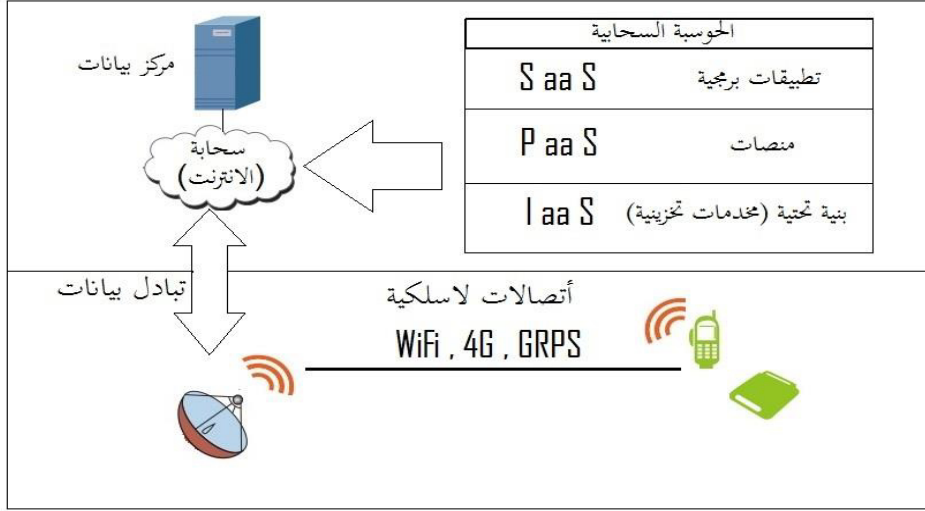 الحوسبة السحابية
تطبيقات برمجية S aa S
منصات P aa S
بنية تحتية (مخدمات تخزينية) I aa S
مركز بيانات
سحابة
(الانترنت)
تبادل بيانات
أتصالات لاسلكية
WiFi , 4G , GRPS